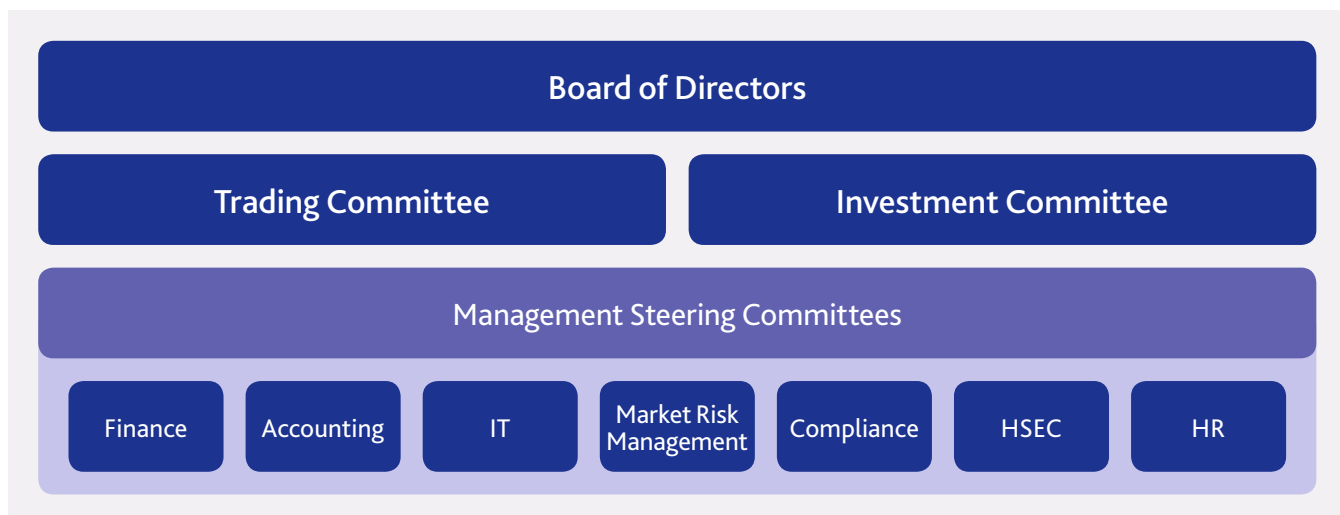 Board of Directors
Trading Committee
Investment Committee
Management Steering Committees
Finance
Accounting
IT
Market Risk
Management
Compliance
HSEC
HR